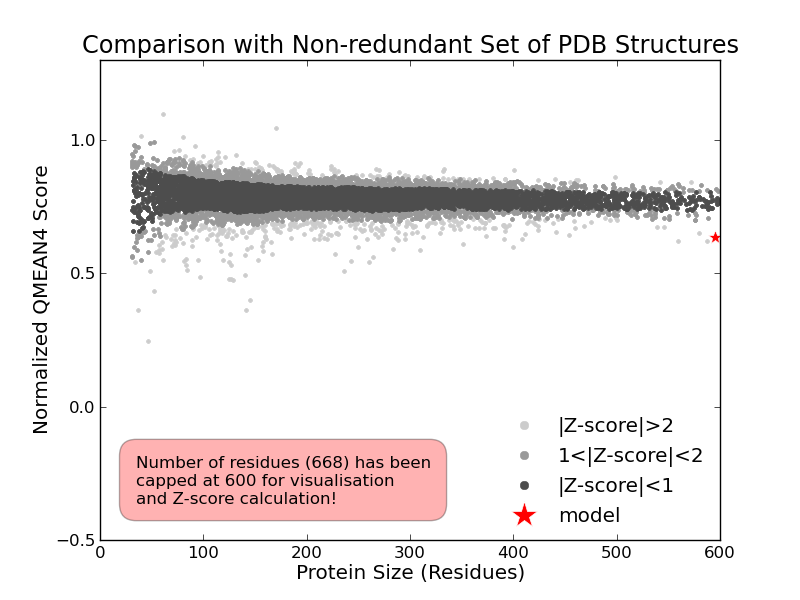 Comparison with Non-redundant Set of PDB Structures
Normalized QMEAN4 Score
1.0
0.5
0.0
−0.5
|Z-score|>2
1<|Z-score|<2
|Z-score|<1
model
Number of residues (668) has been
capped at 600 for visualisation
and Z-score calculation!
0 100 200 300 400 500 600
Protein Size (Residues)